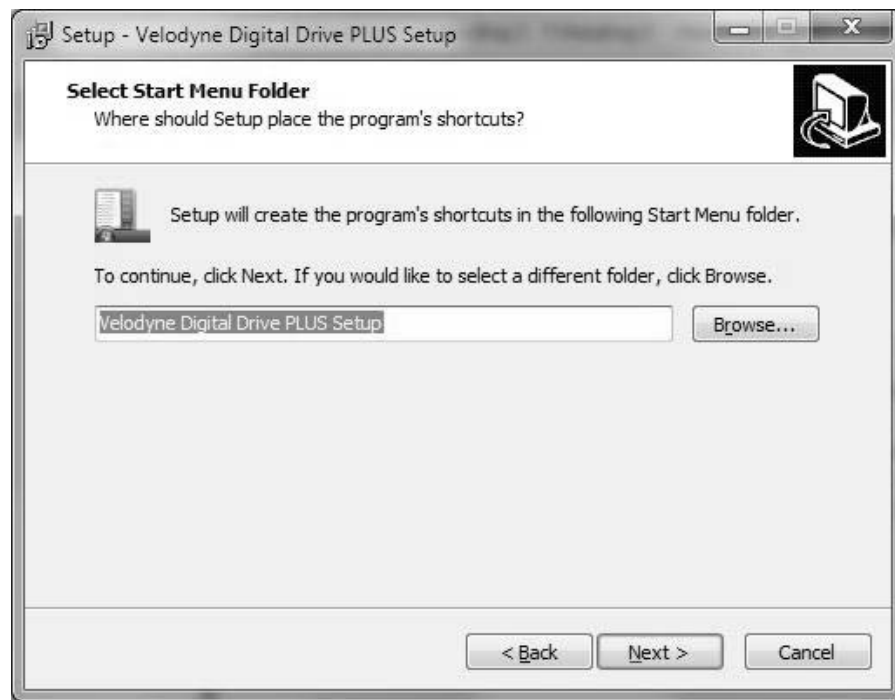 Setup - Velodyne Digital Drive PLUS Setup
Select Start Menu Folder
Where should Setup place the program's shortcuts?
Setup will create the program's shortcuts in the following Start Menu folder.
To continue, click Next. If you would like to select a different folder, click Browse.
Velodyne Digital Drive PLUS Setup
Browse...
< Back
Next >
Cancel